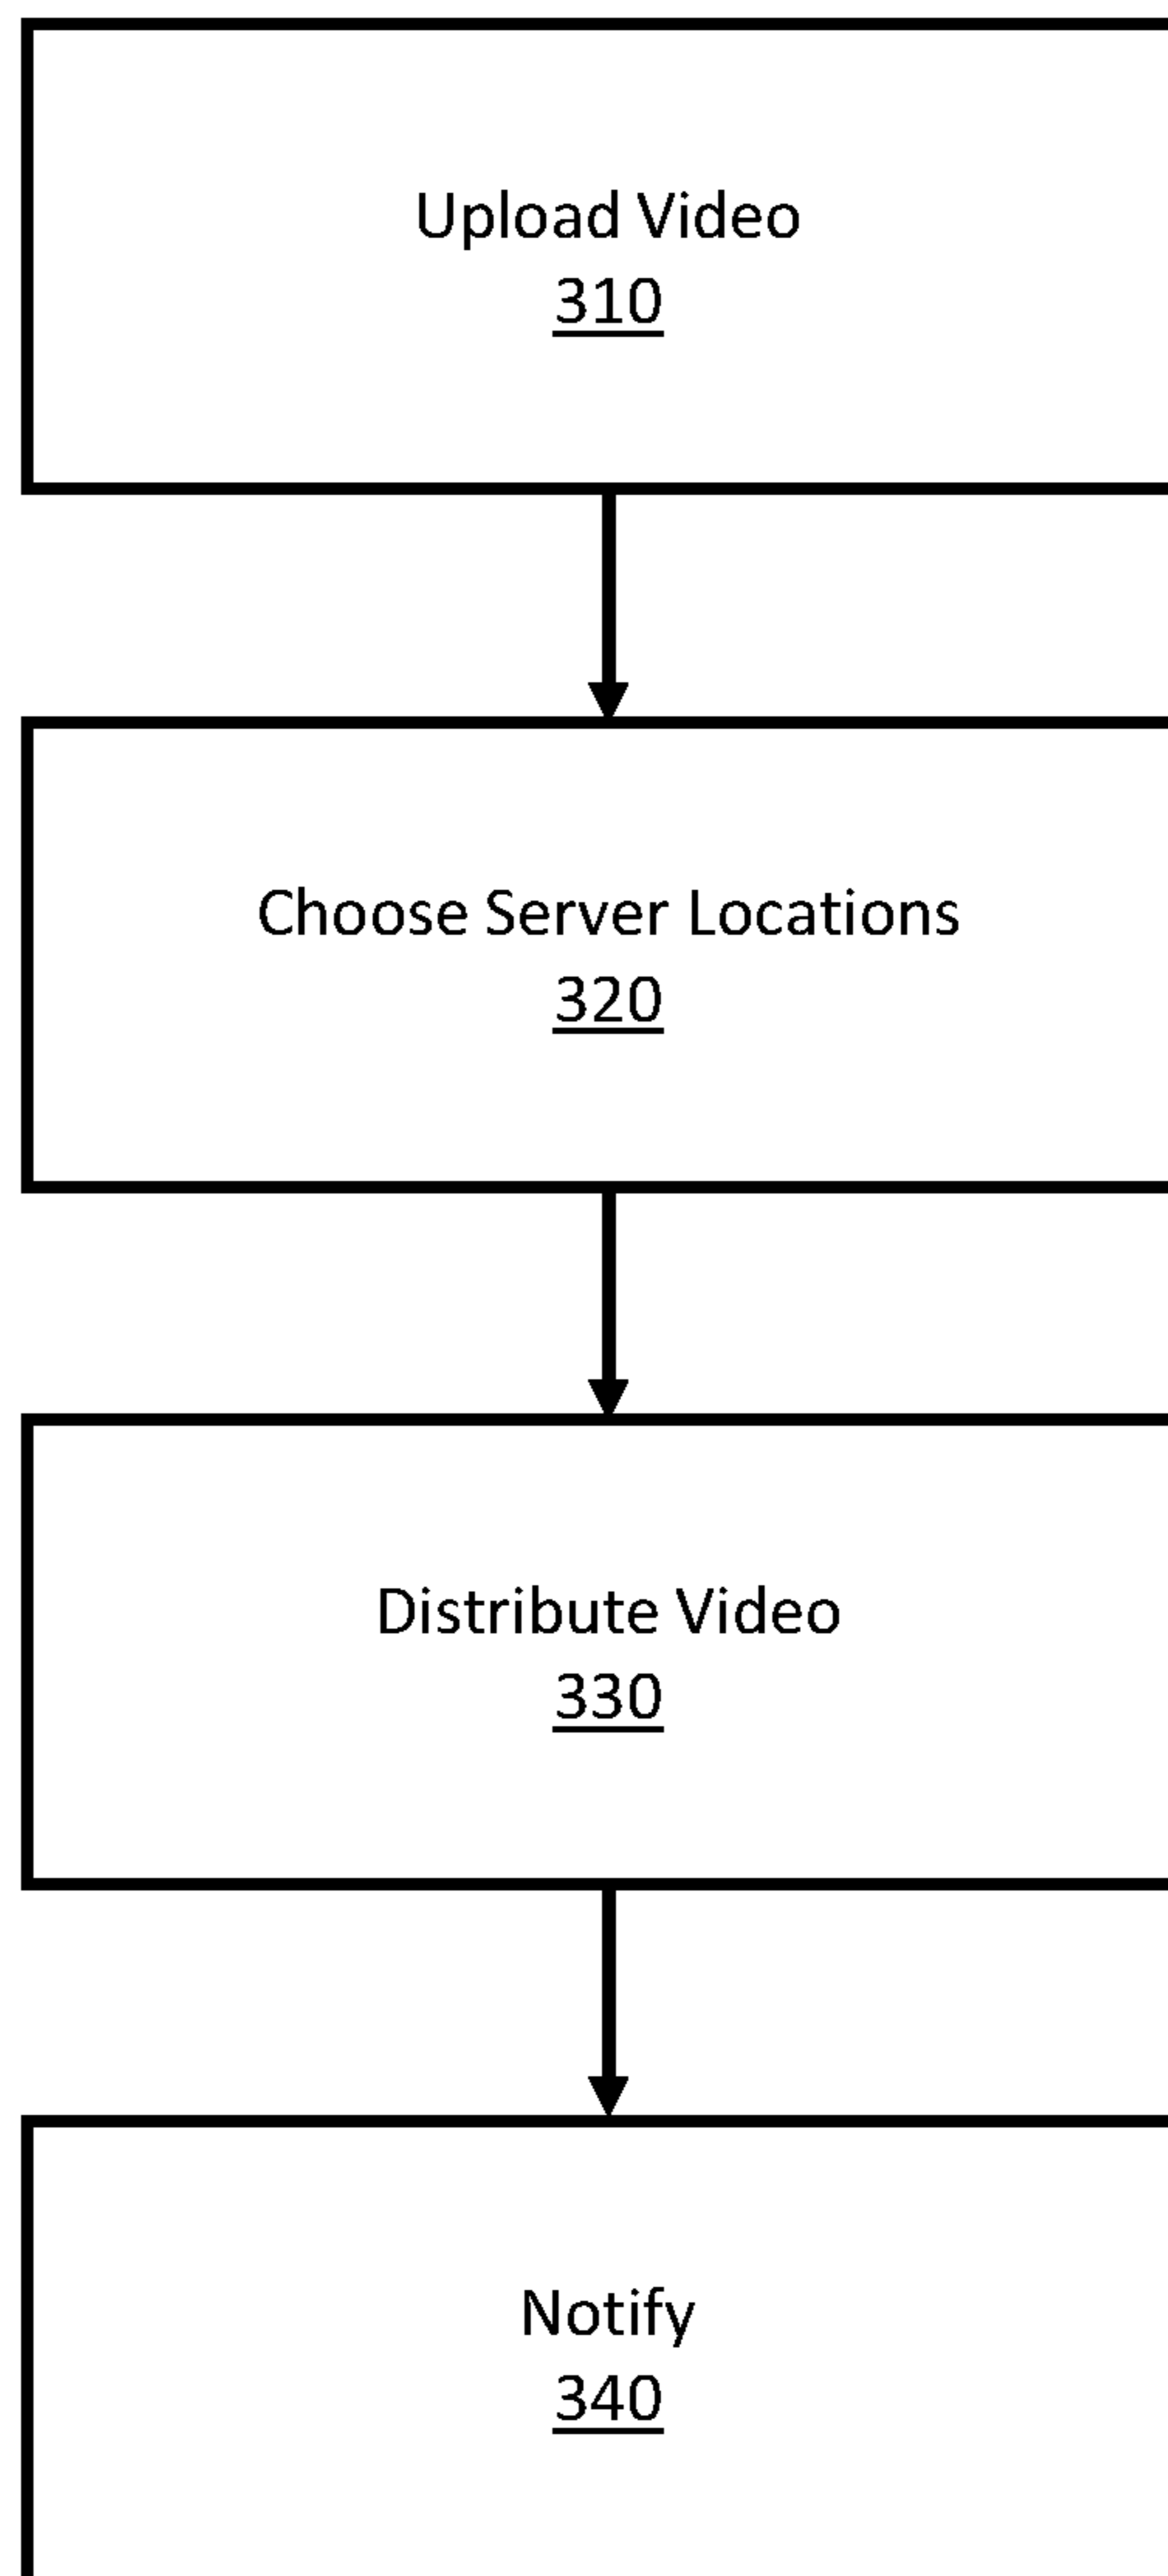 Upload Video
310
Choose Server Locations
320
Distribute Video
330
Notify
340